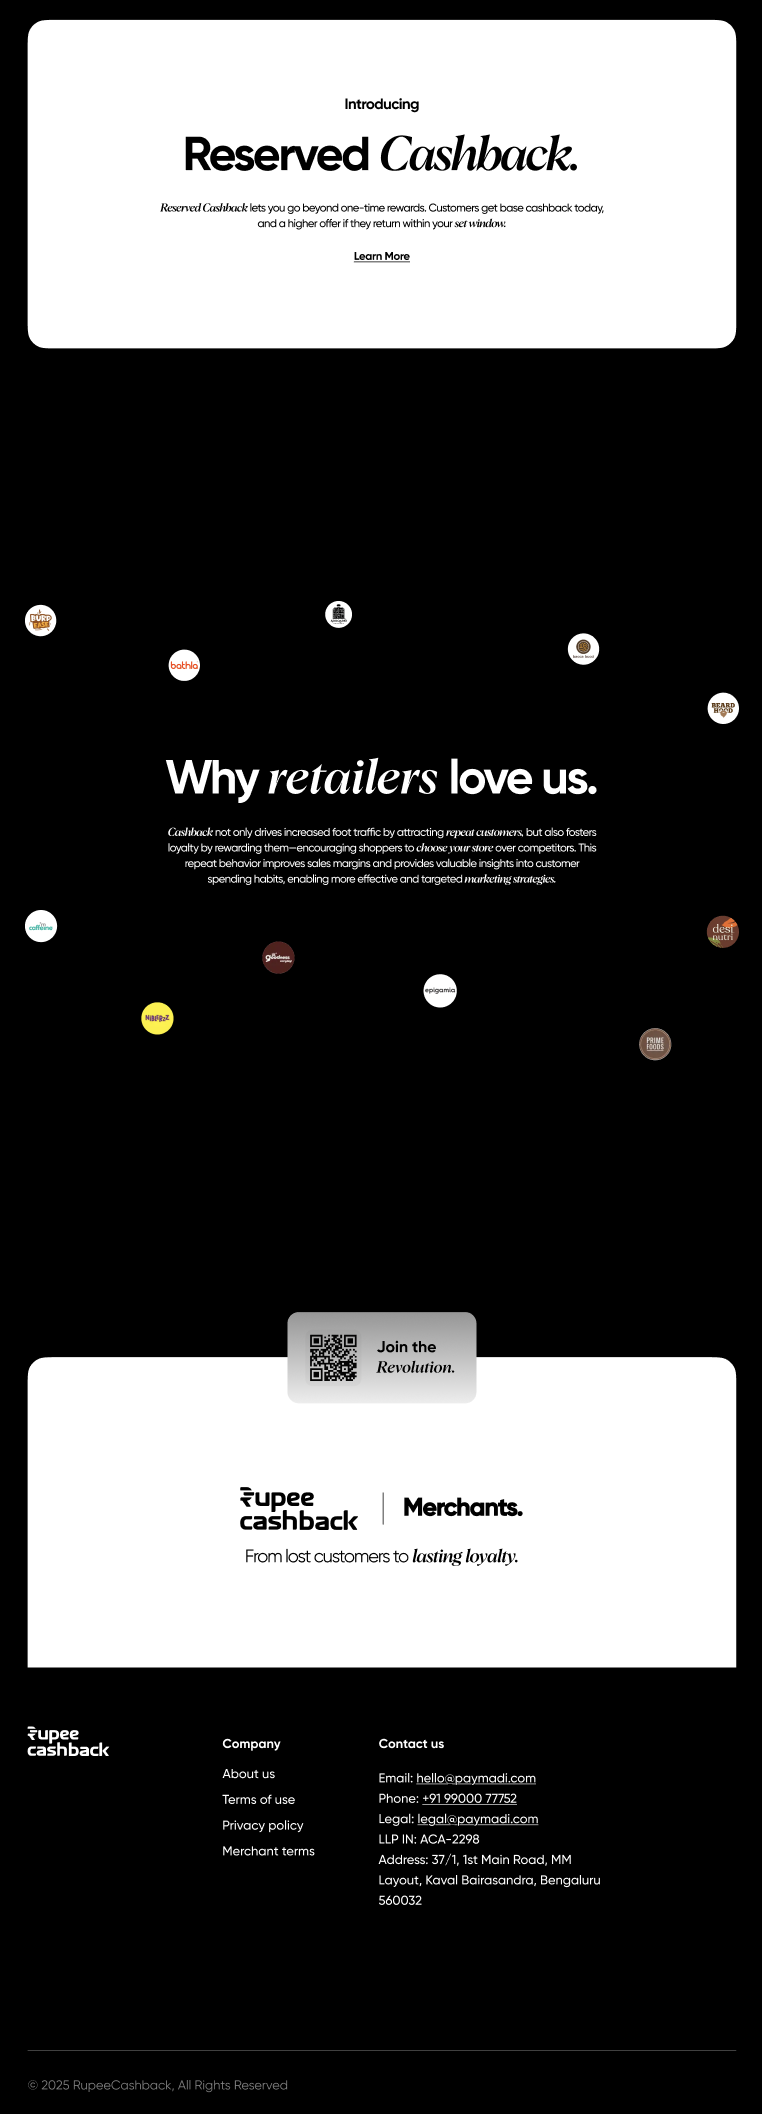 Introducing
Reserved Cashback.
Reserved Cashback lets you go beyond one-time rewards. Customers get base cashback today,
and a higher offer if they return within your set window.
Learn More
BURP
EASE
bathla
BEARD
HOOD
Why retailers love us.
Cashback not only drives increased foot traffic by attracting repeat customers, but also fosters
loyalty by rewarding them—encouraging shoppers to choose your store over competitors. This
repeat behavior improves sales margins and provides valuable insights into customer
spending habits, enabling more effective and targeted marketing strategies.
caffeine
desi
nutri
goodness
company
epigamia
NIBLERZZ
PRIME
FOODS
Join the
Revolution.
rupee
cashback
Merchants.
From lost customers to lasting loyalty.
rupee
cashback
Company
About us
Terms of use
Privacy policy
Merchant terms
Contact us
Email: hello@paymadi.com
Phone: +91 99000 77752
Legal: legal@paymadi.com
LLP IN: ACA-2298
Address: 37/1, 1st Main Road, MM
Layout, Kaval Bairasandra, Bengaluru
560032
© 2025 RupeeCashback, All Rights Reserved